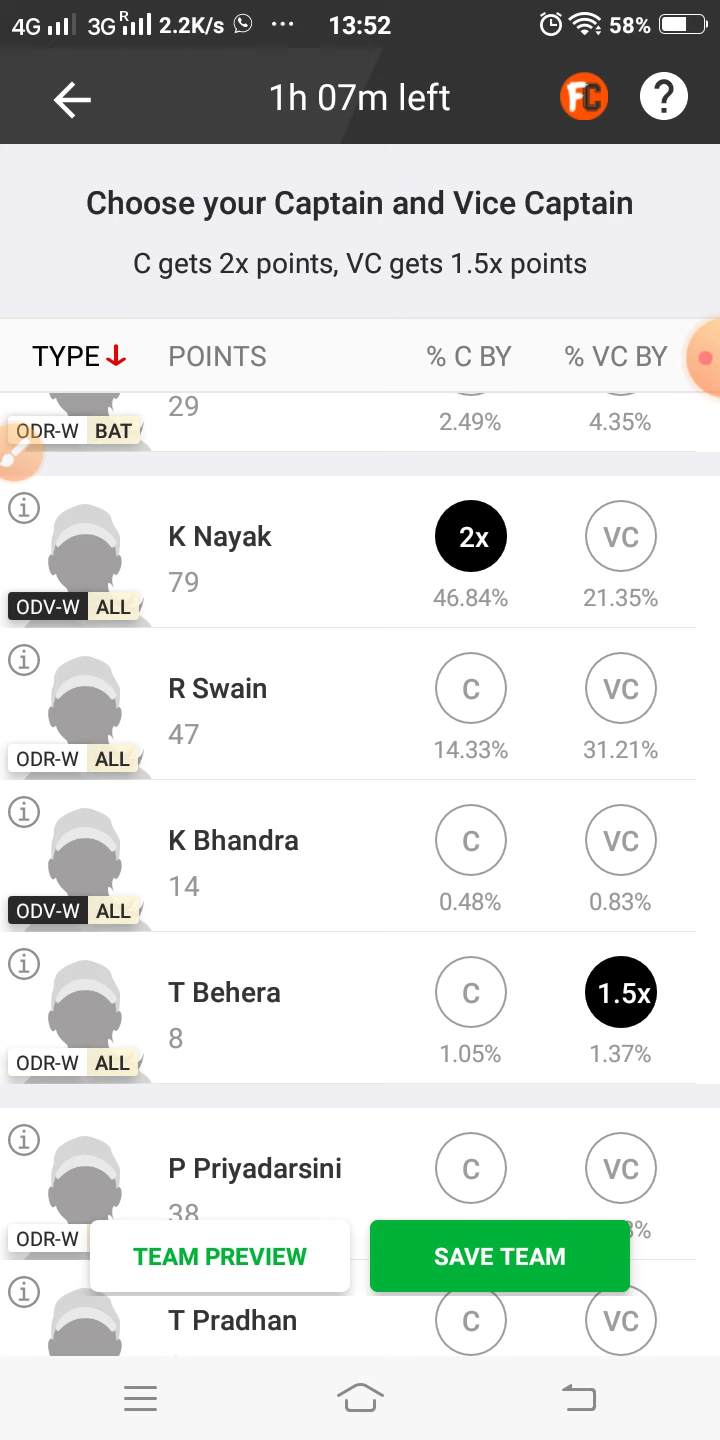 4G 3G R 2.2K/s ... 13:52 58%
1h 07m left FC ?
Choose your Captain and Vice Captain
C gets 2x points, VC gets 1.5x points
TYPE POINTS % C BY % VC BY
29 2.49% 4.35%
ODR-W BAT
K Nayak 2x VC
79 46.84% 21.35%
ODV-W ALL
R Swain C VC
47 14.33% 31.21%
ODR-W ALL
K Bhandra C VC
14 0.48% 0.83%
ODV-W ALL
T Behera C 1.5x
8 1.05% 1.37%
ODR-W ALL
P Priyadarsini C VC
38
ODR-W
TEAM PREVIEW SAVE TEAM
T Pradhan C VC